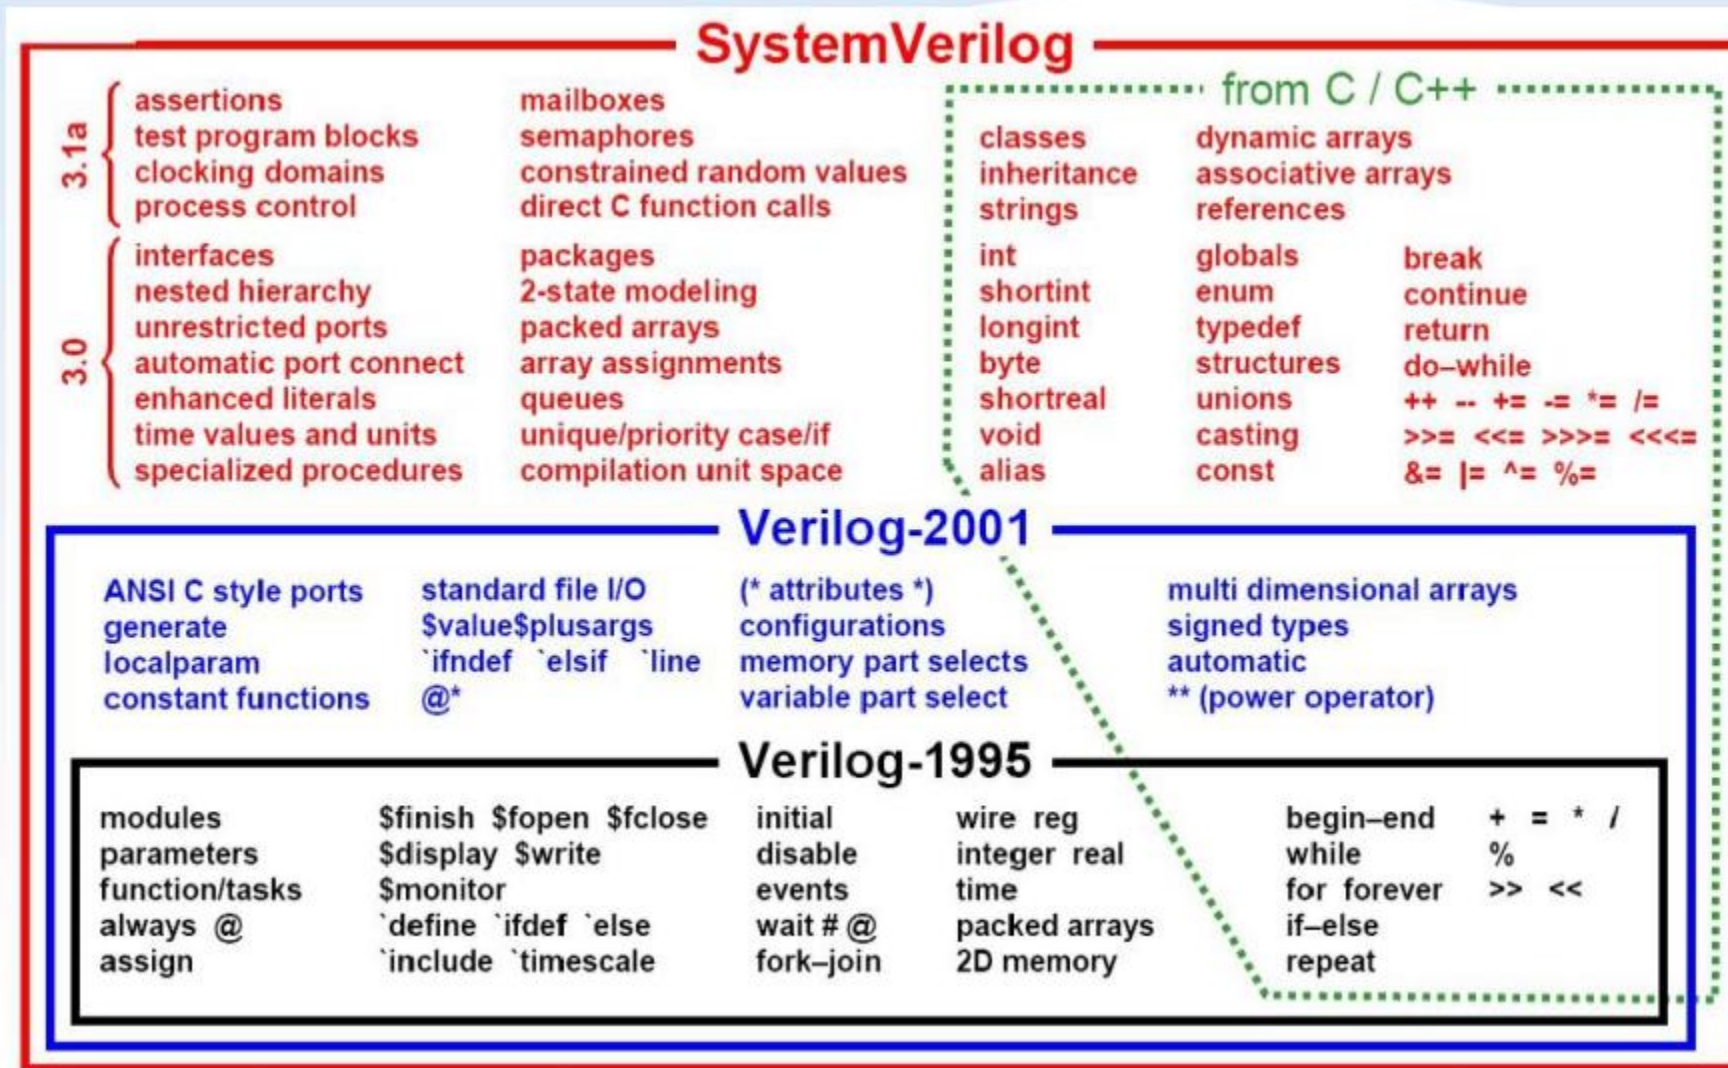 SystemVerilog
from C / C++
3.1a
assertions
test program blocks
clocking domains
process control
mailboxes
semaphores
constrained random values
direct C function calls
classes
inheritance
strings
dynamic arrays
associative arrays
references
3.0
interfaces
nested hierarchy
unrestricted ports
automatic port connect
enhanced literals
time values and units
specialized procedures
packages
2-state modeling
packed arrays
array assignments
queues
unique/priority case/if
compilation unit space
int
shortint
longint
byte
shortreal
void
alias
globals
enum
typedef
structures
unions
casting
const
break
continue
return
do–while
++ -- += -= *= /=
>>= <<= >>>= <<<=
&= |= ^= %=
Verilog-2001
ANSI C style ports
generate
localparam
constant functions
standard file I/O
$value$plusargs
`ifndef `elsif `line
@*
(* attributes *)
configurations
memory part selects
variable part select
multi dimensional arrays
signed types
automatic
** (power operator)
Verilog-1995
modules
parameters
function/tasks
always @
assign
$finish $fopen $fclose
$display $write
$monitor
`define `ifdef `else
`include `timescale
initial
disable
events
wait # @
fork–join
wire reg
integer real
time
packed arrays
2D memory
begin–end
while
for forever
if–else
repeat
+ = * /
%
>> <<